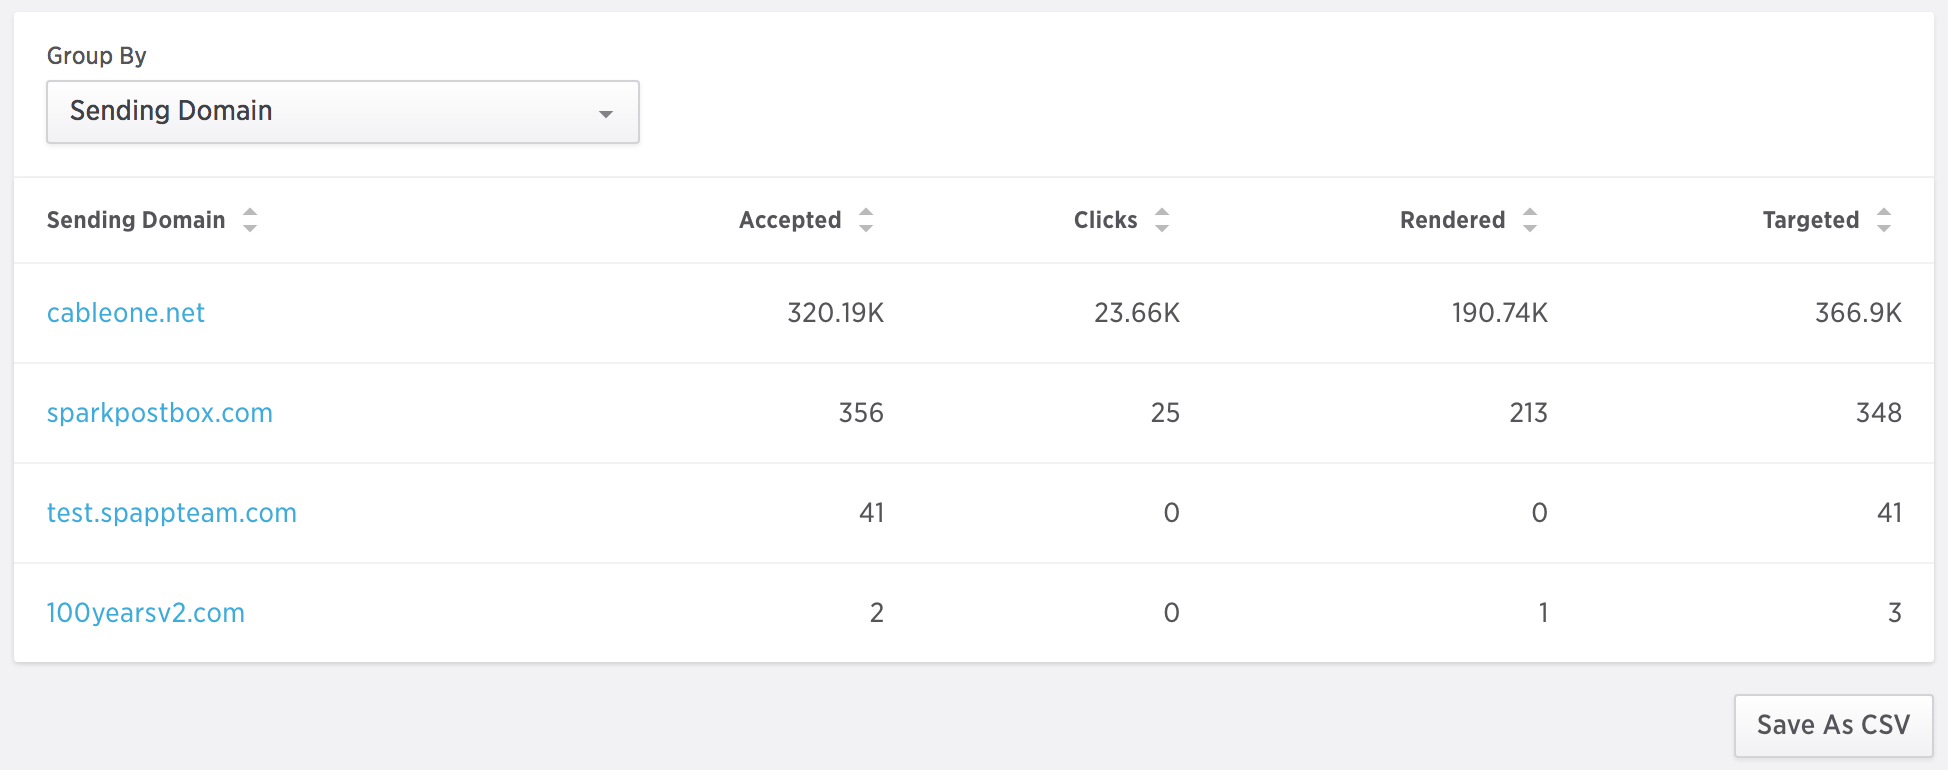 Group By
Sending Domain
Sending Domain Accepted Clicks Rendered Targeted
cableone.net 320.19K 23.66K 190.74K 366.9K
sparkpostbox.com 356 25 213 348
test.spappteam.com 41 0 0 41
100yearsv2.com 2 0 1 3
Save As CSV